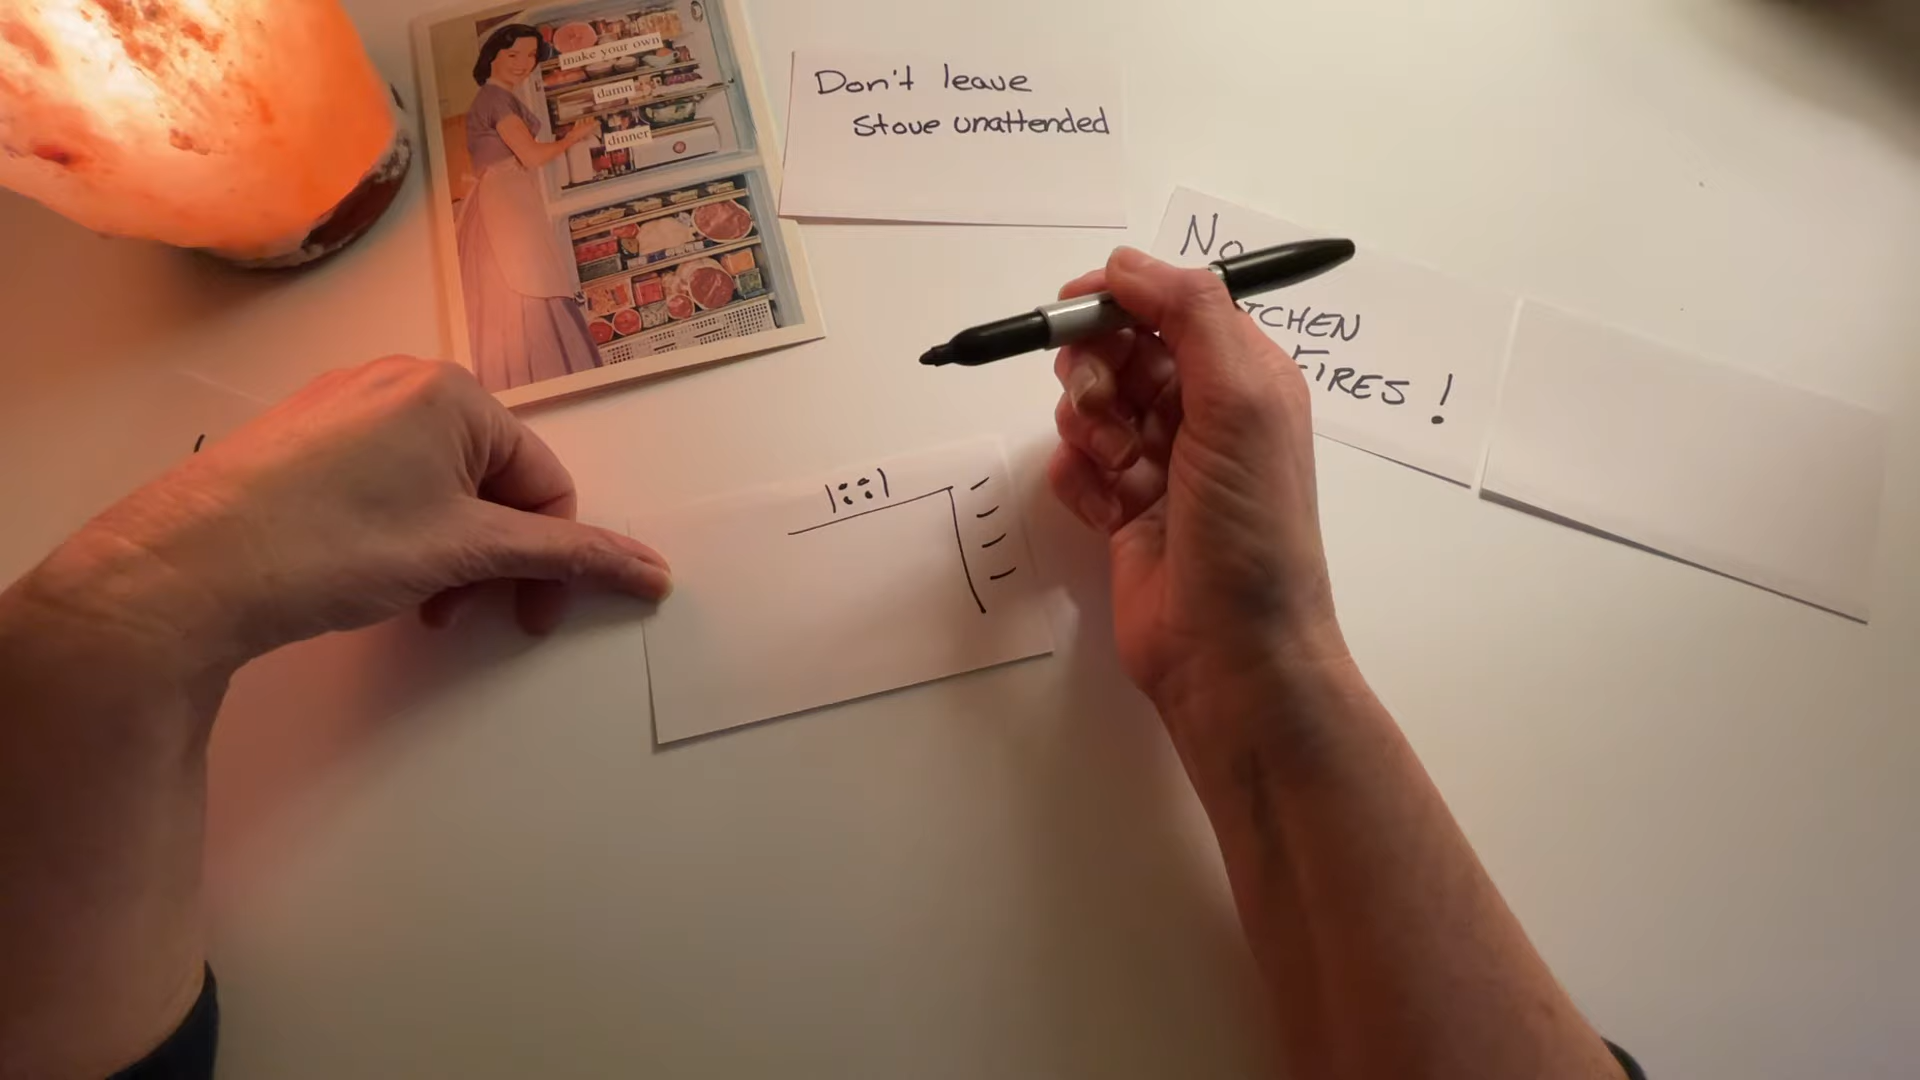 make your own
damn
dinner
Don't leave
Stove unattended
No
TCHEN
FIRES!